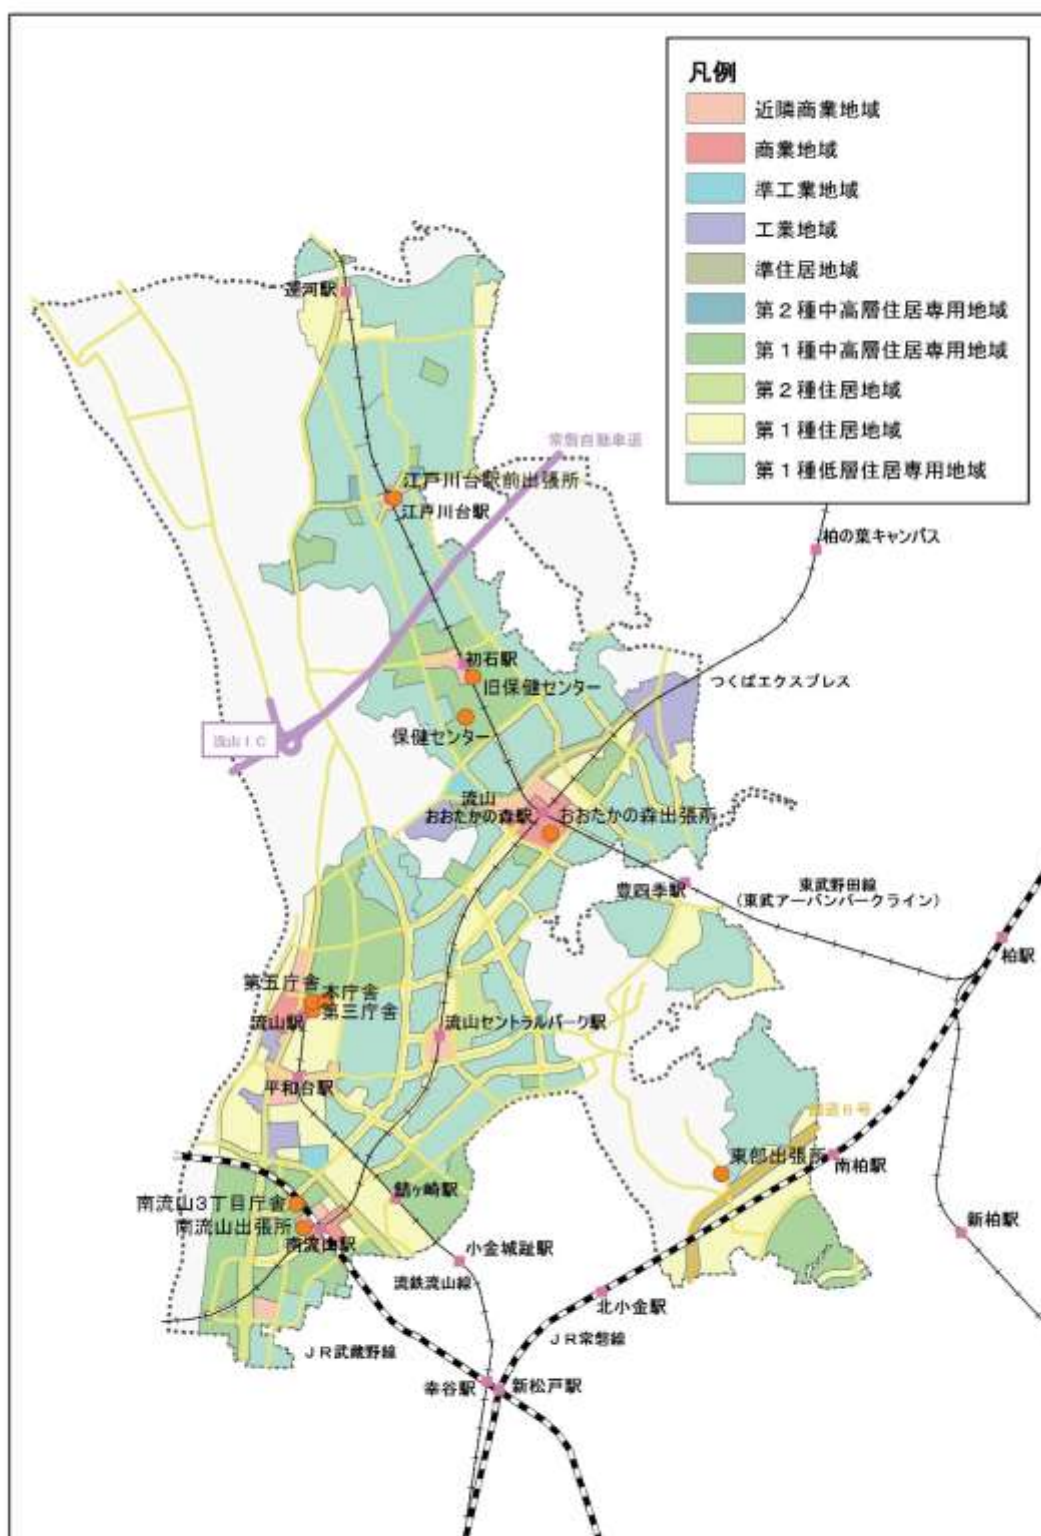 凡例
近隣商業地域
商業地域
準工業地域
工業地域
準住居地域
第2種中高層住居専用地域
第1種中高層住居専用地域
第2種住居地域
第1種住居地域
第1種低層住居専用地域
運河駅
常磐自動車道
江戸川台駅前出張所
江戸川台駅
柏の葉キャンパス
初石駅
つくばエクスプレス
旧保健センター
流山IC
保健センター
流山
おおたかの森駅
おおたかの森出張所
豊四季駅
東武野田線
(東武アーバンパークライン)
柏駅
第五庁舎
本庁舎
第三庁舎
流山駅
流山セントラルパーク駅
平和台駅
国道6号
東部出張所
南柏駅
鰭ヶ崎駅
南流山3丁目庁舎
南流山出張所
南流山駅
新柏駅
小金城趾駅
流鉄流山線
北小金駅
JR常磐線
JR武蔵野線
幸谷駅
新松戸駅